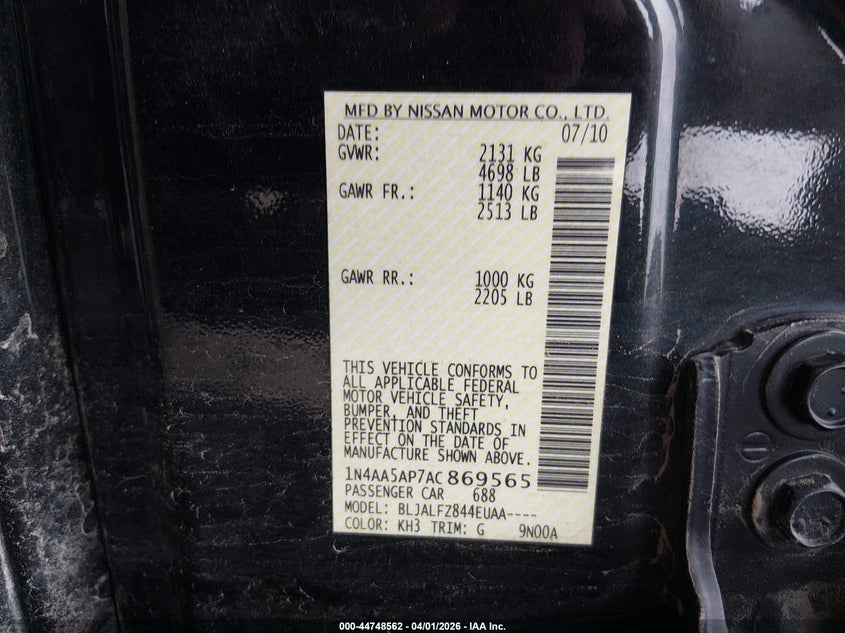 MFD BY NISSAN MOTOR CO., LTD.
DATE: 07/10
GVWR: 2131 KG
4698 LB
GAWR FR.: 1140 KG
2513 LB
GAWR RR.: 1000 KG
2205 LB
THIS VEHICLE CONFORMS TO
ALL APPLICABLE FEDERAL
MOTOR VEHICLE SAFETY,
BUMPER, AND THEFT
PREVENTION STANDARDS IN
EFFECT ON THE DATE OF
MANUFACTURE SHOWN ABOVE.
1N4AA5AP7AC869565
PASSENGER CAR 688
MODEL: BLJALFZ844EUAA----
COLOR: KH3 TRIM: G 9N00A
000-44748562 - 04/01/2026 - IAA Inc.